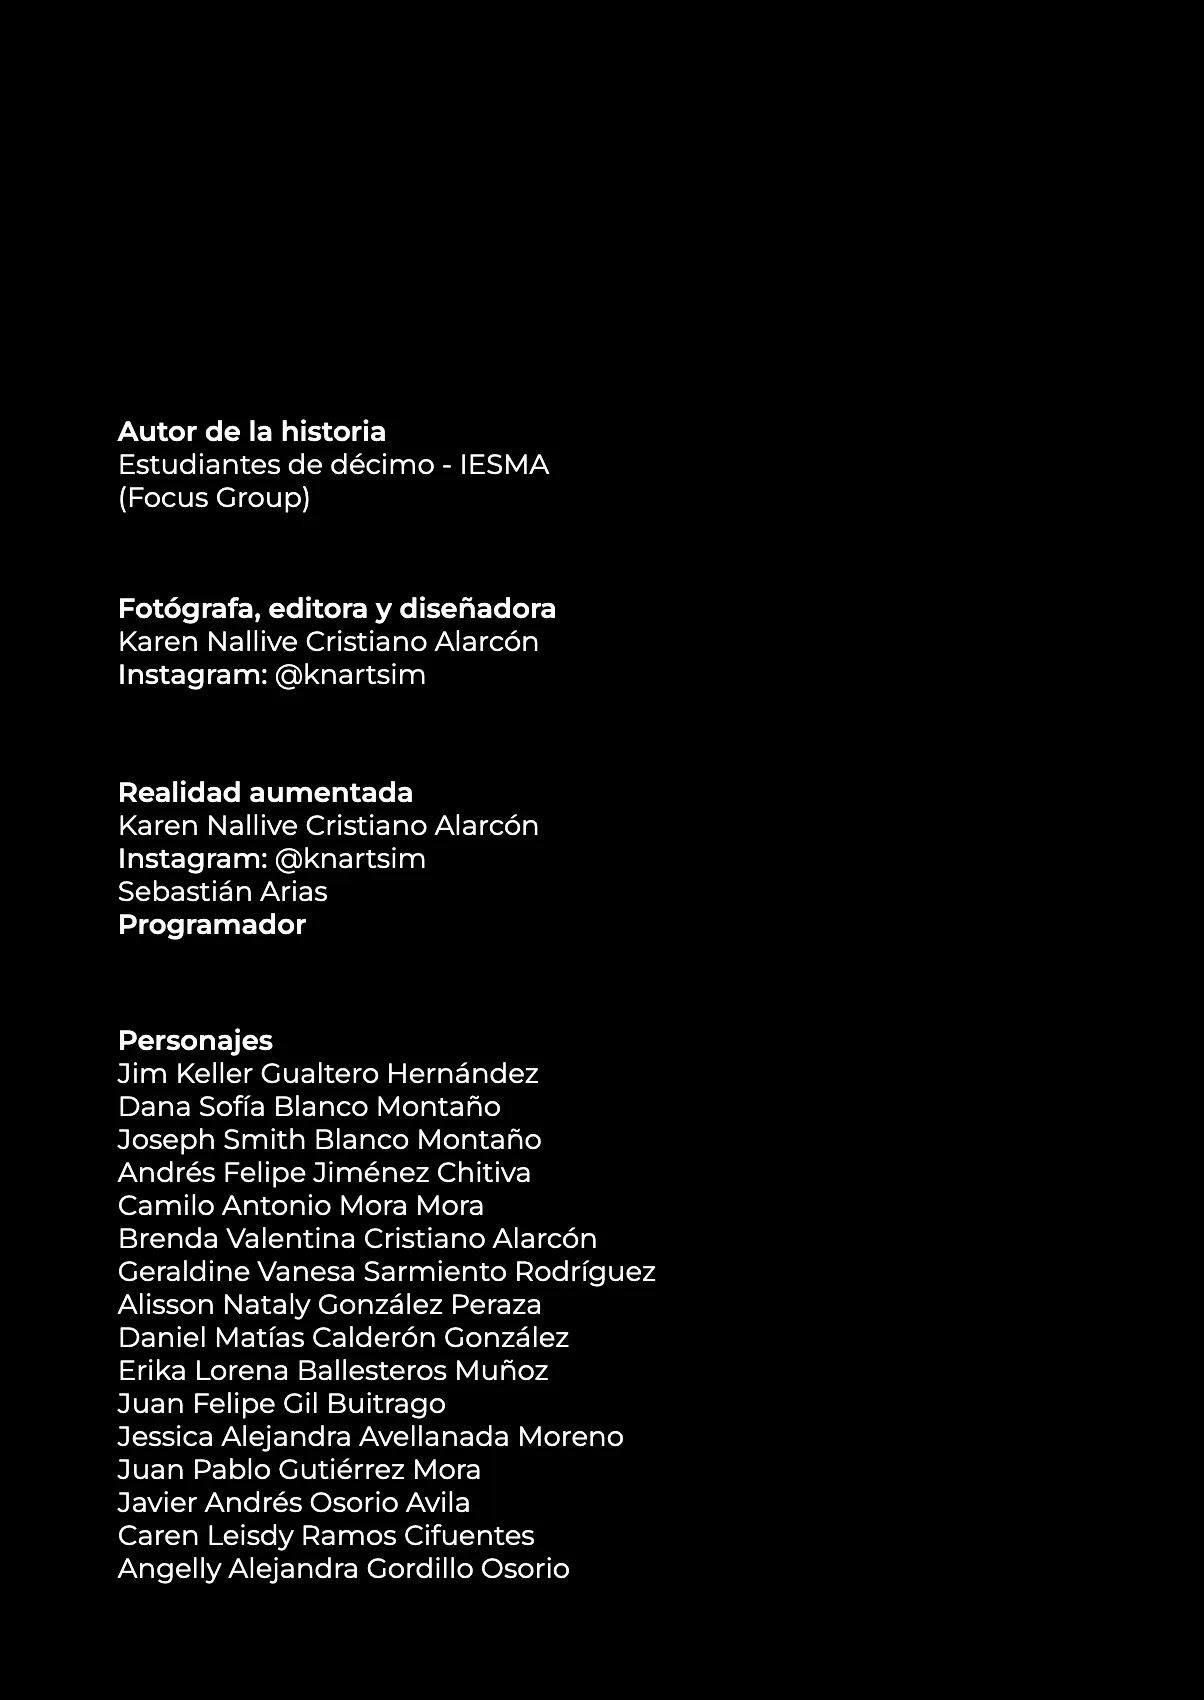 Autor de la historia
Estudiantes de décimo - IESMA
(Focus Group)
Fotógrafa, editora y diseñadora
Karen Nallive Cristiano Alarcón
Instagram: @knartsim
Realidad aumentada
Karen Nallive Cristiano Alarcón
Instagram: @knartsim
Sebastián Arias
Programador
Personajes
Jim Keller Gualtero Hernández
Dana Sofía Blanco Montaño
Joseph Smith Blanco Montaño
Andrés Felipe Jiménez Chitiva
Camilo Antonio Mora Mora
Brenda Valentina Cristiano Alarcón
Geraldine Vanesa Sarmiento Rodríguez
Alisson Nataly González Peraza
Daniel Matías Calderón González
Erika Lorena Ballesteros Muñoz
Juan Felipe Gil Buitrago
Jessica Alejandra Avellanada Moreno
Juan Pablo Gutiérrez Mora
Javier Andrés Osorio Avila
Caren Leisdy Ramos Cifuentes
Angelly Alejandra Gordillo Osorio